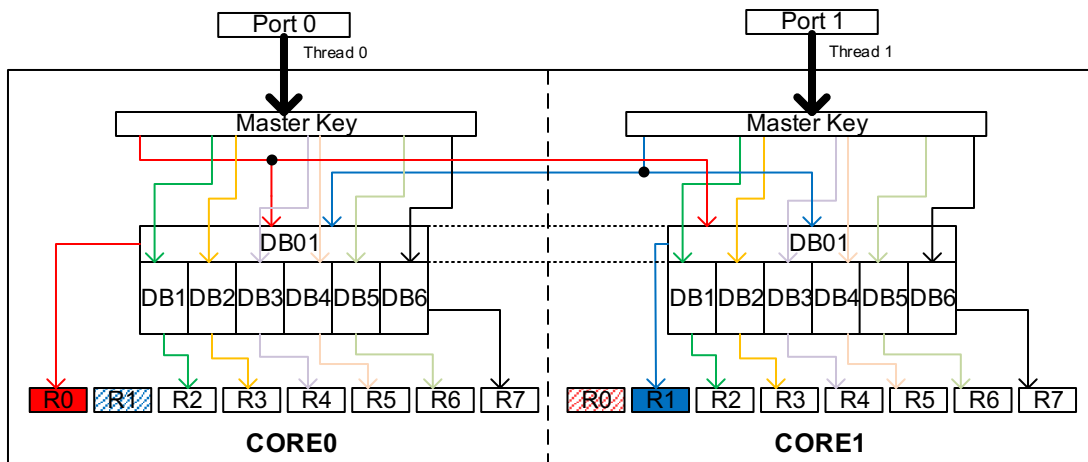 Port 0
Port 1
Thread 0
Thread 1
Master Key
Master Key
DB01
DB01
DB1 DB2 DB3 DB4 DB5 DB6
DB1 DB2 DB3 DB4 DB5 DB6
R0 R1 R2 R3 R4 R5 R6 R7
R0 R1 R2 R3 R4 R5 R6 R7
CORE0
CORE1